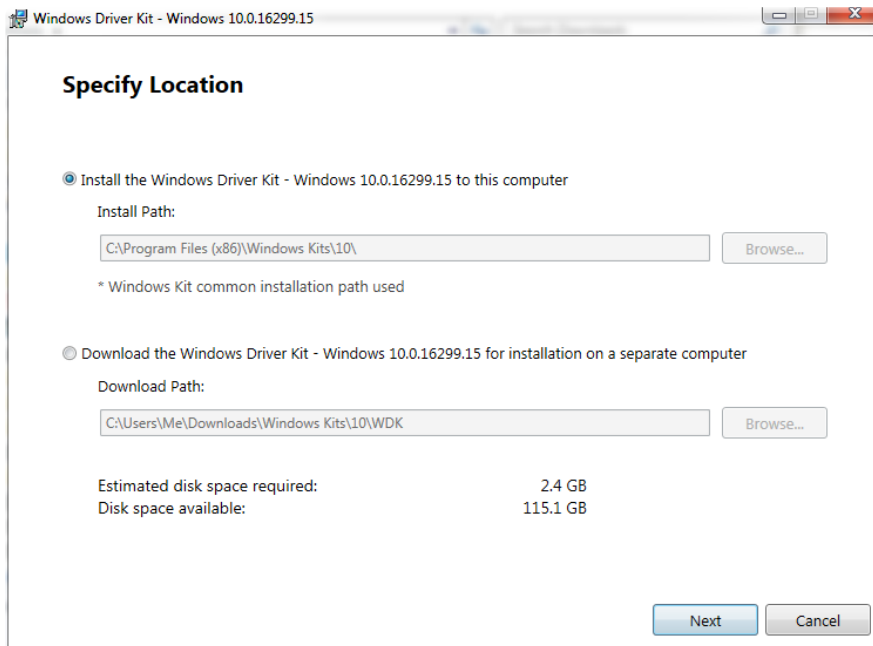 Windows Driver Kit - Windows 10.0.16299.15
Specify Location
Install the Windows Driver Kit - Windows 10.0.16299.15 to this computer
Install Path:
C:\Program Files (x86)\Windows Kits\10\
Browse...
* Windows Kit common installation path used
Download the Windows Driver Kit - Windows 10.0.16299.15 for installation on a separate computer
Download Path:
C:\Users\Me\Downloads\Windows Kits\10\WDK
Browse...
Estimated disk space required: 2.4 GB
Disk space available: 115.1 GB
Next Cancel